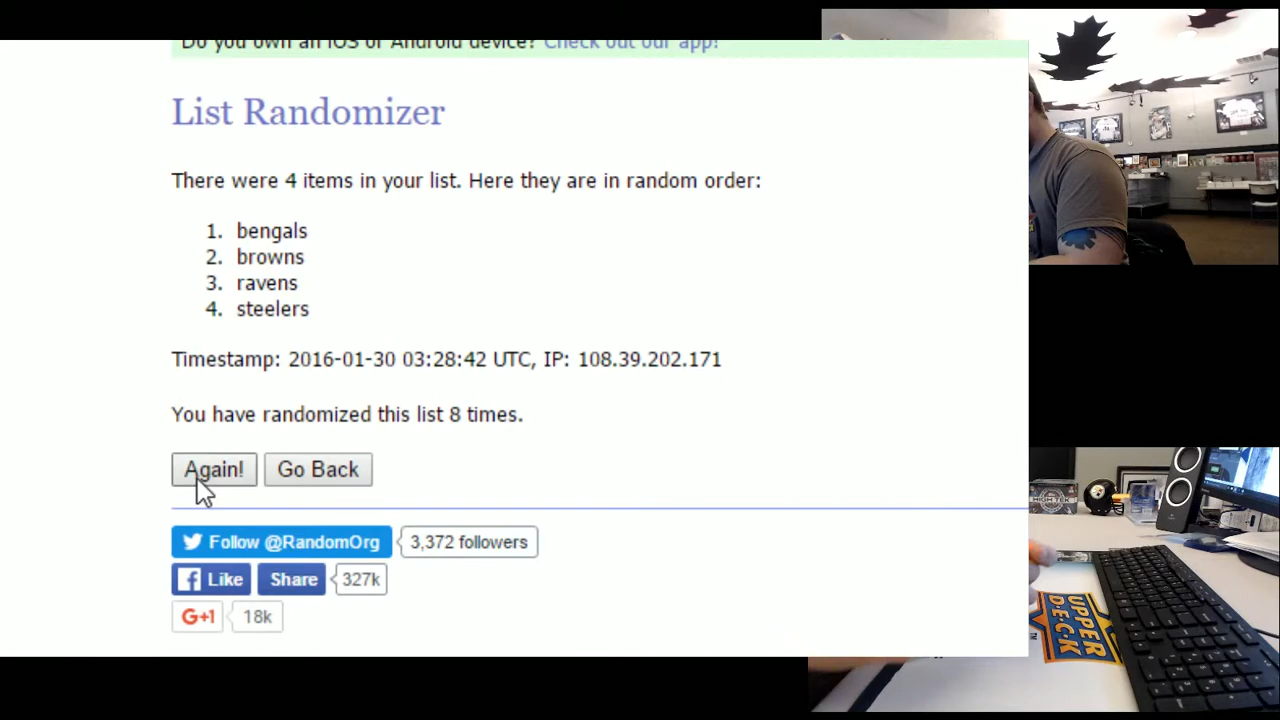 Do you own an iOS or Android device? Check out our app!
List Randomizer
There were 4 items in your list. Here they are in random order:
1. bengals
2. browns
3. ravens
4. steelers
Timestamp: 2016-01-30 03:28:42 UTC, IP: 108.39.202.171
You have randomized this list 8 times.
Again! Go Back
Follow @RandomOrg 3,372 followers
Like Share 327k
G+1 18k
HIGH TEK
UPPER
D.E.C.K